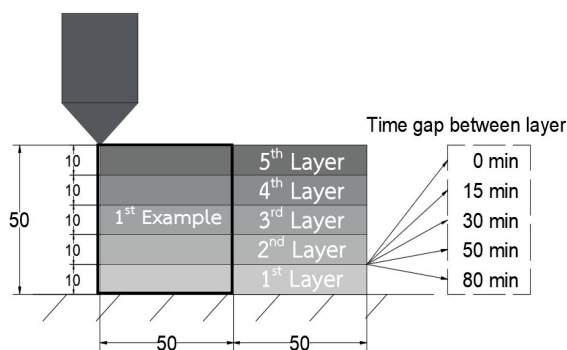 Time gap between layer
10
5th Layer
0 min
10
4th Layer
15 min
50
10
1st Example
3rd Layer
30 min
10
2nd Layer
50 min
10
1st Layer
80 min
50
50